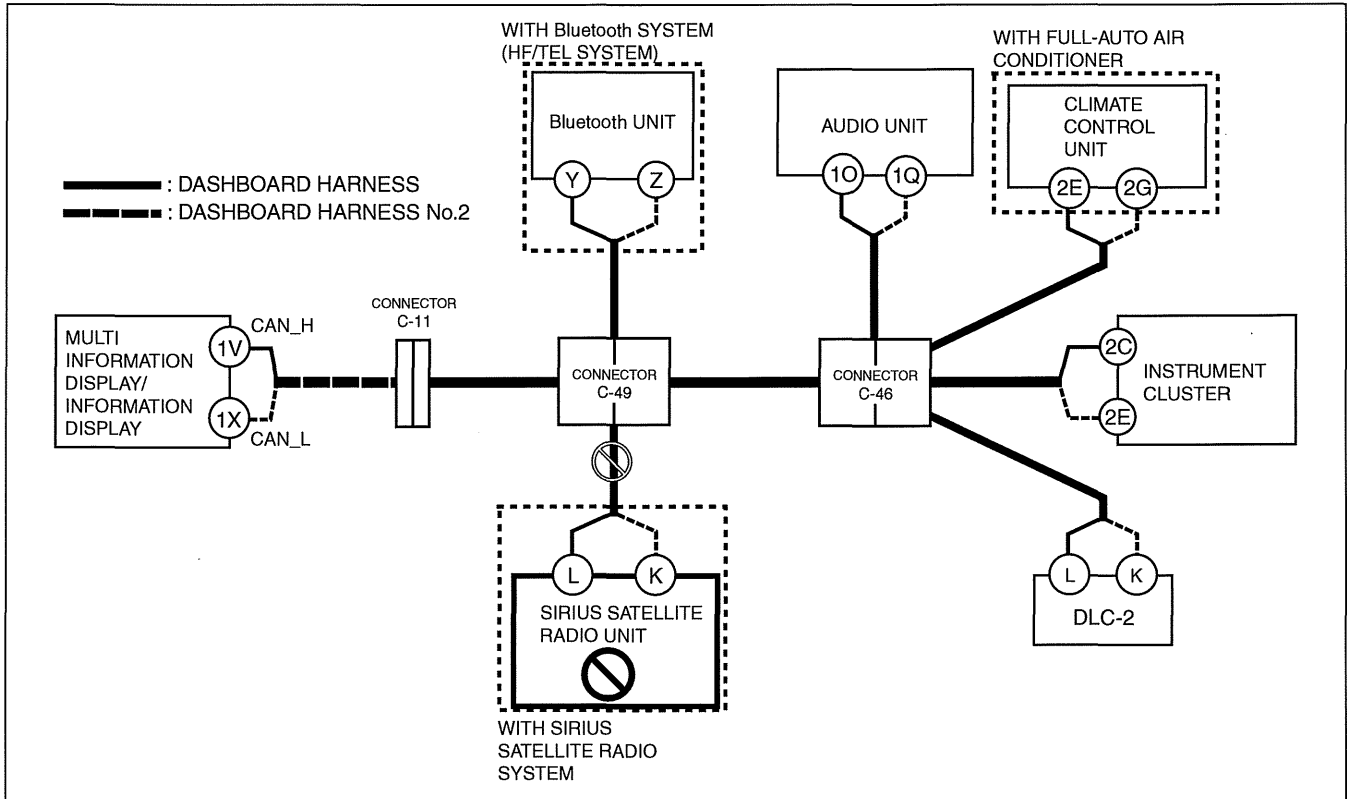 WITH Bluetooth SYSTEM
(HF/TEL SYSTEM)
Bluetooth UNIT
Y
Z
AUDIO UNIT
1O
1Q
WITH FULL-AUTO AIR
CONDITIONER
CLIMATE
CONTROL
UNIT
2E
2G
: DASHBOARD HARNESS
: DASHBOARD HARNESS No.2
MULTI
INFORMATION
DISPLAY/
INFORMATION
DISPLAY
1V
CAN_H
1X
CAN_L
CONNECTOR
C-11
CONNECTOR
C-49
CONNECTOR
C-46
2C
2E
INSTRUMENT
CLUSTER
L
K
SIRIUS SATELLITE
RADIO UNIT
WITH SIRIUS
SATELLITE RADIO
SYSTEM
L
K
DLC-2